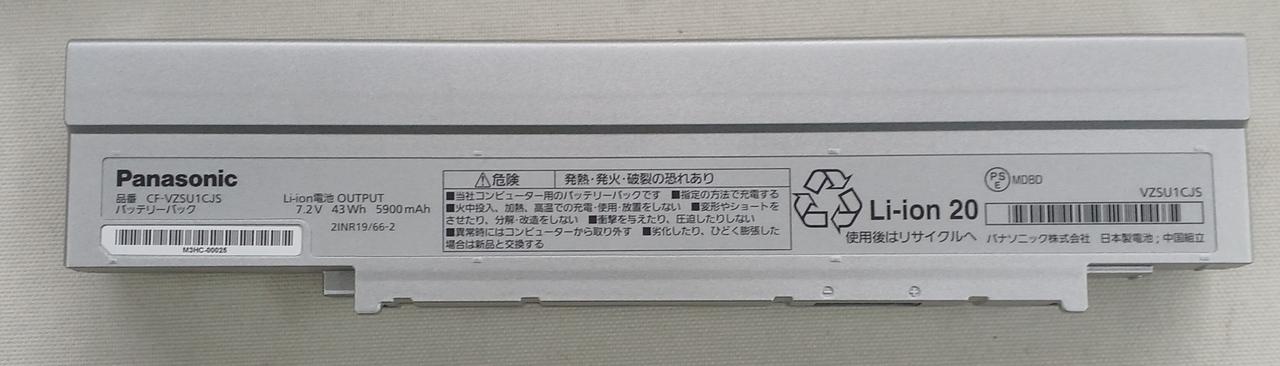 Panasonic
品番 CF-VZSU1CJS
バッテリーパック
M3HC-00025
Li-ion電池 OUTPUT
7.2 V 43 Wh 5900 mAh
2INR19/66-2
⚠危険 発熱・発火・破裂の恐れあり
■当社コンピューター用のバッテリーパックです ■指定の方法で充電する
■火中投入、加熱、高温での充電・使用・放置をしない ■変形やショートを
させたり、分解・改造をしない ■衝撃を与えたり、圧迫したりしない
■異常時にはコンピューターから取り外す ■劣化したり、ひどく膨張した
場合は新品と交換する
Li-ion 20
使用後はリサイクルへ
PS
E
MDBD
VZSU1CJS
パナソニック株式会社 日本製電池;中国組立